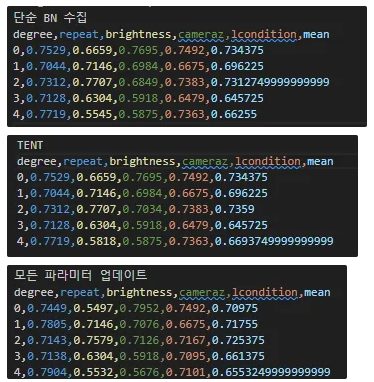 단순 BN 수집
degree,repeat,brightness,cameraz,lcondition,mean
0,0.7529,0.6659,0.7695,0.7492,0.734375
1,0.7044,0.7146,0.6984,0.6675,0.696225
2,0.7312,0.7707,0.6849,0.7383,0.7312749999999999
3,0.7128,0.6304,0.5918,0.6479,0.645725
4,0.7719,0.5545,0.5875,0.7363,0.66255
TENT
degree,repeat,brightness,cameraz,lcondition,mean
0,0.7529,0.6659,0.7695,0.7492,0.734375
1,0.7044,0.7146,0.6984,0.6675,0.696225
2,0.7312,0.7707,0.7034,0.7383,0.7359
3,0.7128,0.6304,0.5918,0.6479,0.645725
4,0.7719,0.5818,0.5875,0.7363,0.6693749999999999
모든 파라미터 업데이트
degree,repeat,brightness,cameraz,lcondition,mean
0,0.7449,0.5497,0.7952,0.7492,0.70975
1,0.7805,0.7146,0.7076,0.6675,0.71755
2,0.7143,0.7579,0.7126,0.7167,0.725375
3,0.7138,0.6304,0.5918,0.7095,0.661375
4,0.7904,0.5532,0.5676,0.7101,0.6553249999999999